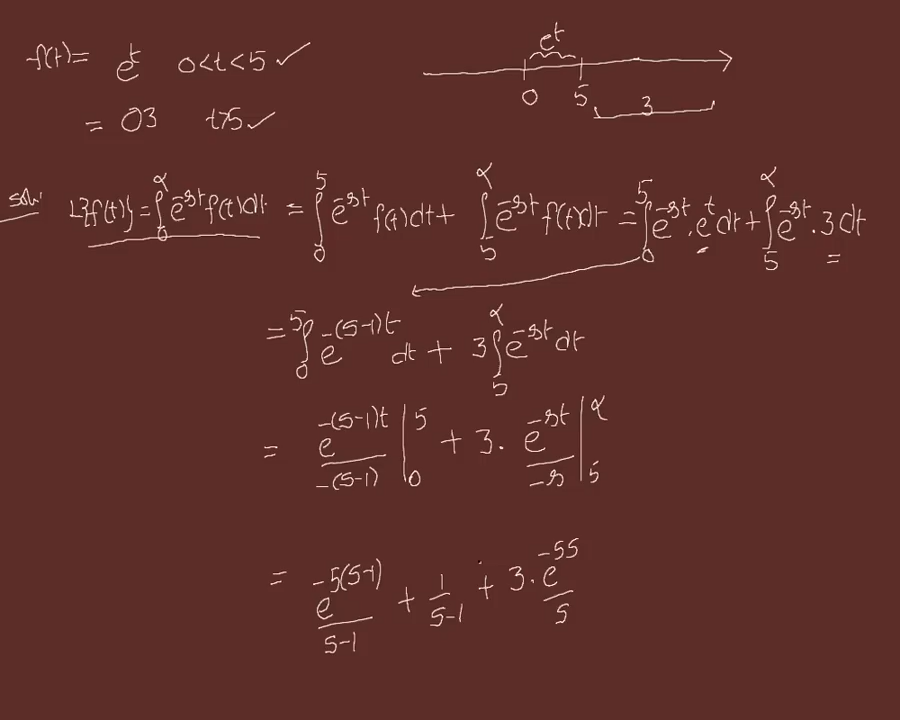 f(t)= e^t 0<t<5 ✓
= 03 t>5 ✓
e^t
0 5 3
Soln: L{f(t)} = ∫_0^∝ e^-st f(t)dt = ∫_0^5 e^-st f(t)dt + ∫_5^∝ e^-st f(t)dt = ∫_0^5 e^-st . e^t dt + ∫_5^∝ e^-st . 3 dt
= ∫_0^5 e^-(s-1)t dt + 3 ∫_5^∝ e^-st dt
= e^-(s-1)t / -(s-1) |_0^5 + 3. e^-st / -s |_5^∝
= e^-5(s-1) / s-1 + 1 / s-1 + 3. e^-5s / s